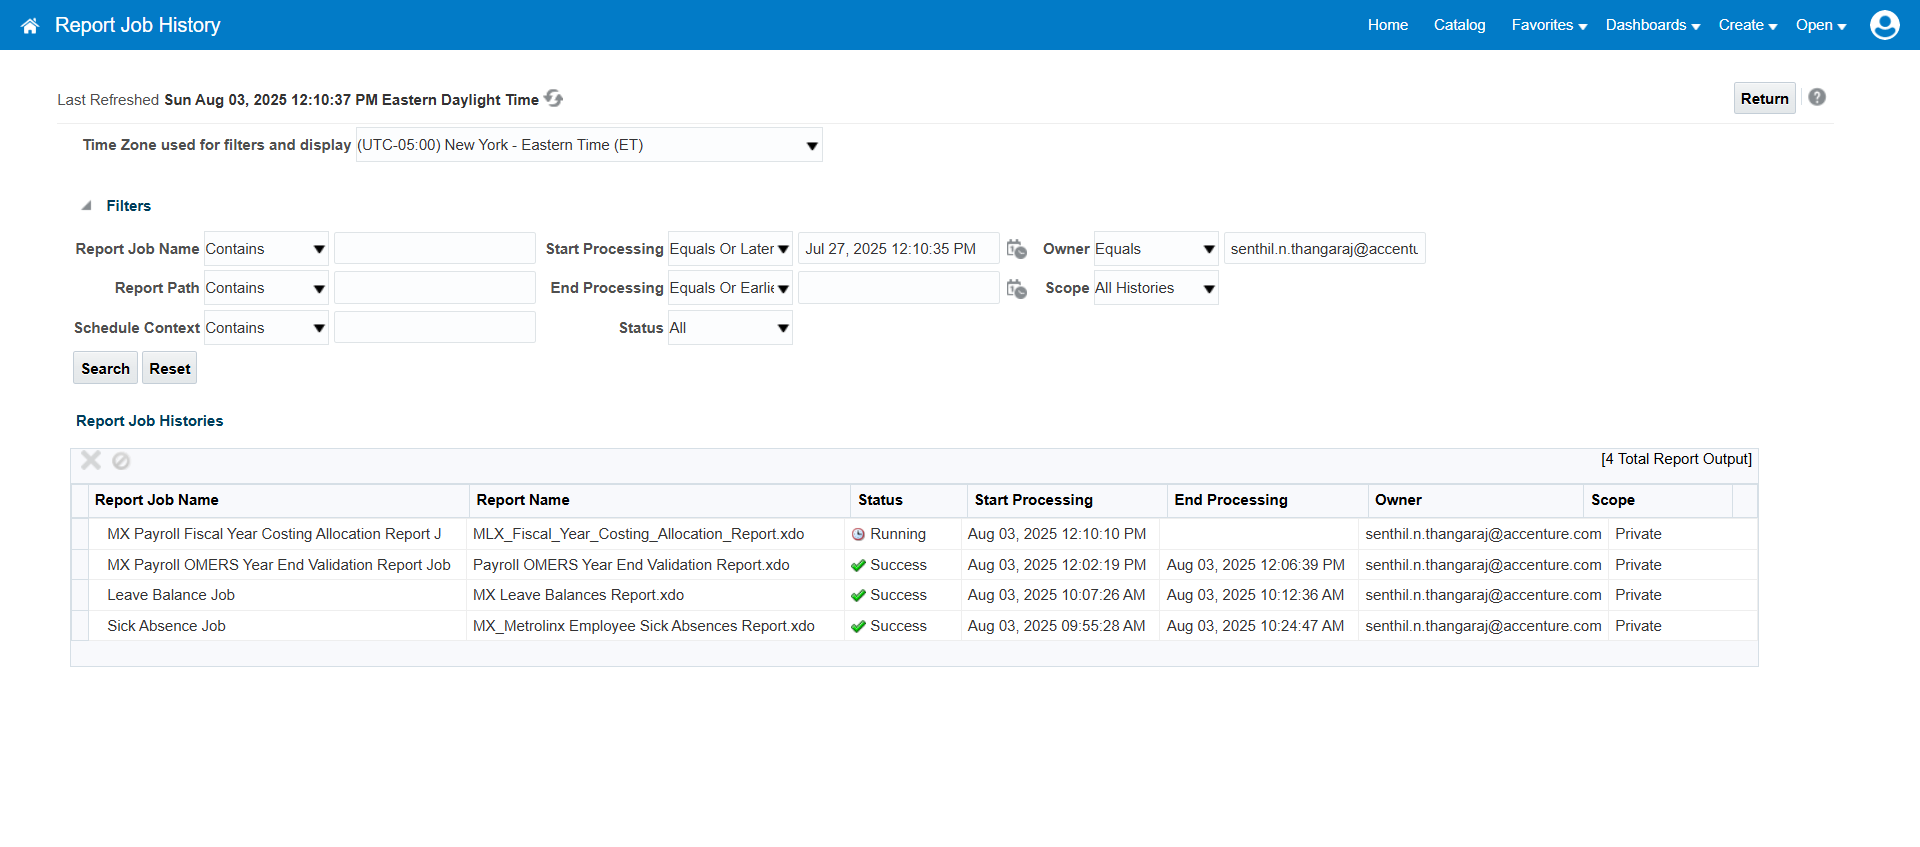 Report Job History
Home Catalog Favorites Dashboards Create Open
Last Refreshed Sun Aug 03, 2025 12:10:37 PM Eastern Daylight Time
Return
Time Zone used for filters and display (UTC-05:00) New York - Eastern Time (ET)
Filters
Report Job Name Contains Start Processing Equals Or Later Jul 27, 2025 12:10:35 PM Owner Equals senthil.n.thangaraj@accentu
Report Path Contains End Processing Equals Or Earlie Scope All Histories
Schedule Context Contains Status All
Search Reset
Report Job Histories
[4 Total Report Output]
Report Job Name Report Name Status Start Processing End Processing Owner Scope
MX Payroll Fiscal Year Costing Allocation Report J MLX_Fiscal_Year_Costing_Allocation_Report.xdo Running Aug 03, 2025 12:10:10 PM senthil.n.thangaraj@accenture.com Private
MX Payroll OMERS Year End Validation Report Job Payroll OMERS Year End Validation Report.xdo Success Aug 03, 2025 12:02:19 PM Aug 03, 2025 12:06:39 PM senthil.n.thangaraj@accenture.com Private
Leave Balance Job MX Leave Balances Report.xdo Success Aug 03, 2025 10:07:26 AM Aug 03, 2025 10:12:36 AM senthil.n.thangaraj@accenture.com Private
Sick Absence Job MX_Metrolinx Employee Sick Absences Report.xdo Success Aug 03, 2025 09:55:28 AM Aug 03, 2025 10:24:47 AM senthil.n.thangaraj@accenture.com Private